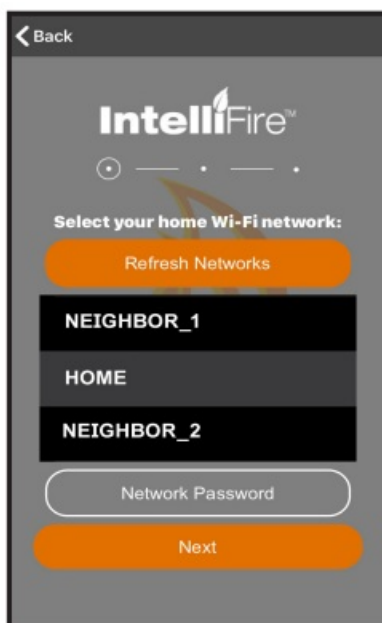 Back
IntelliFire™
Select your home Wi-Fi network:
Refresh Networks
NEIGHBOR_1
HOME
NEIGHBOR_2
Network Password
Next